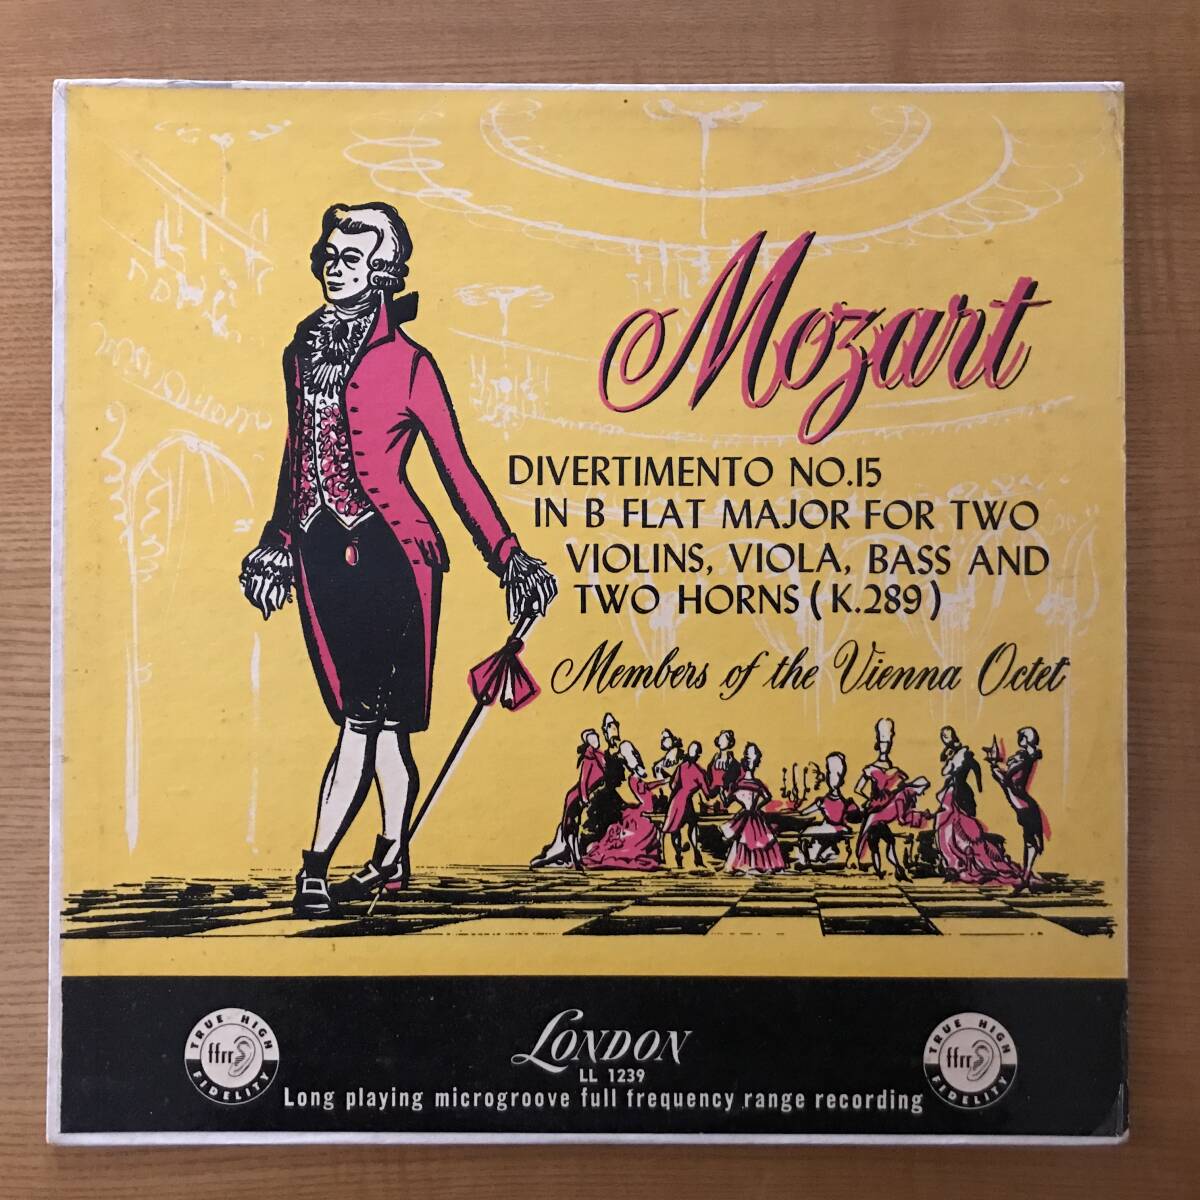 Mozart
DIVERTIMENTO NO.15
IN B FLAT MAJOR FOR TWO
VIOLINS, VIOLA, BASS AND
TWO HORNS (K.289)
Members of the Vienna Octet
TRUE HIGH
ffrr
FIDELITY
LONDON
LL 1239
Long playing microgroove full frequency range recording
TRUE HIGH
ffrr
FIDELITY